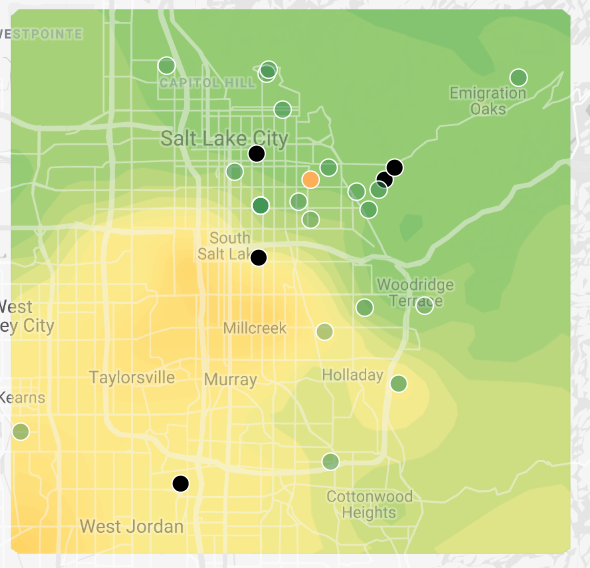 WESTPOINTE
CAPITOL HILL
Emigration
Oaks
Salt Lake City
South
Salt Lak
Woodridge
Terrace
West
ey City
Millcreek
Taylorsville
Murray
Holladay
Kearns
Cottonwood
Heights
West Jordan